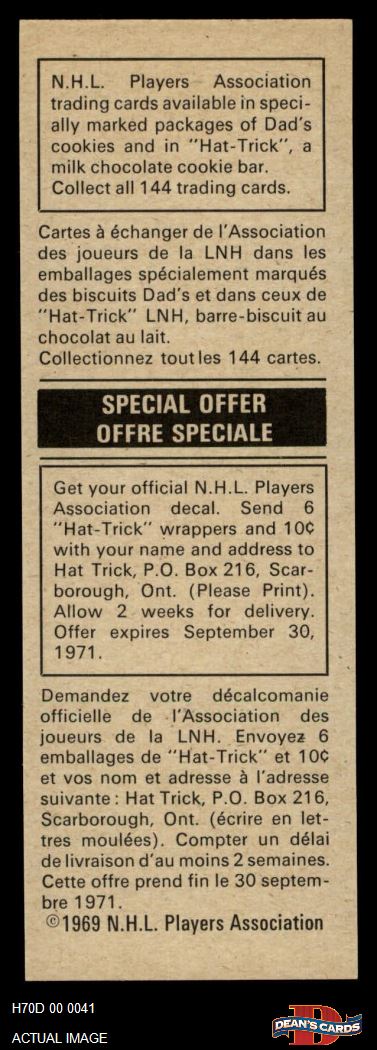 N.H.L. Players Association
trading cards available in speci-
ally marked packages of Dad's
cookies and in "Hat-Trick", a
milk chocolate cookie bar.
Collect all 144 trading cards.
Cartes à échanger de l'Association
des joueurs de la LNH dans les
emballages spécialement marqués
des biscuits Dad's et dans ceux de
"Hat-Trick" LNH, barre-biscuit au
chocolat au lait.
Collectionnez toutles 144 cartes.
SPECIAL OFFER
OFFRE SPECIALE
Get your official N.H.L. Players
Association decal. Send 6
"Hat-Trick" wrappers and 10¢
with your name and address to
Hat Trick, P.O. Box 216, Scar-
borough, Ont. (Please Print).
Allow 2 weeks for delivery.
Offer expires September 30,
1971.
Demandez votre décalcomanie
officielle de l'Association des
joueurs de la LNH. Envoyez 6
emballages de "Hat-Trick" et 10¢
et vos nom et adresse à l'adresse
suivante : Hat Trick, P.O. Box 216,
Scarborough, Ont. (écrire en let-
tres moulées). Compter un délai
de livraison d'au moins 2 semaines.
Cette offre prend fin le 30 septem-
bre 1971.
©1969 N.H.L. Players Association
H70D 00 0041
ACTUAL IMAGE
D
DEAN'S CARDS